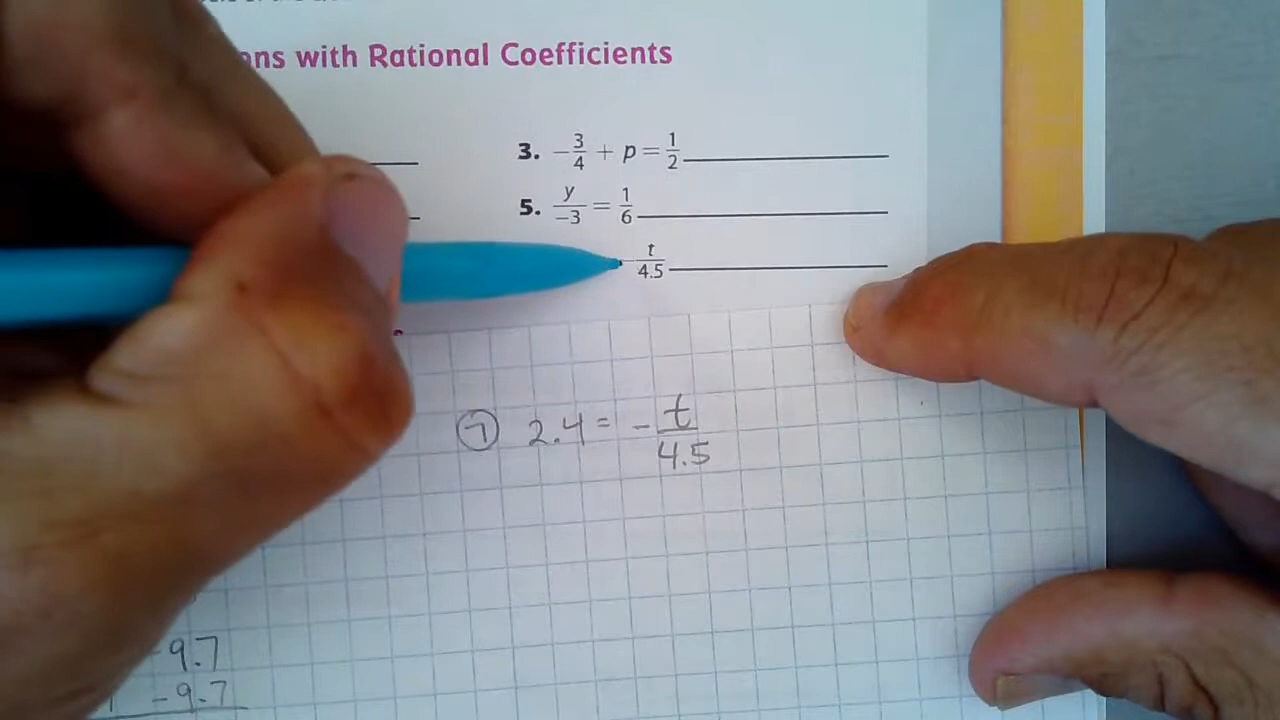 ons with Rational Coefficients
3. -3/4 + p = 1/2
5. y/-3 = 1/6
- t/4.5
⑦ 2.4 = - t/4.5
-9.7
-9.7